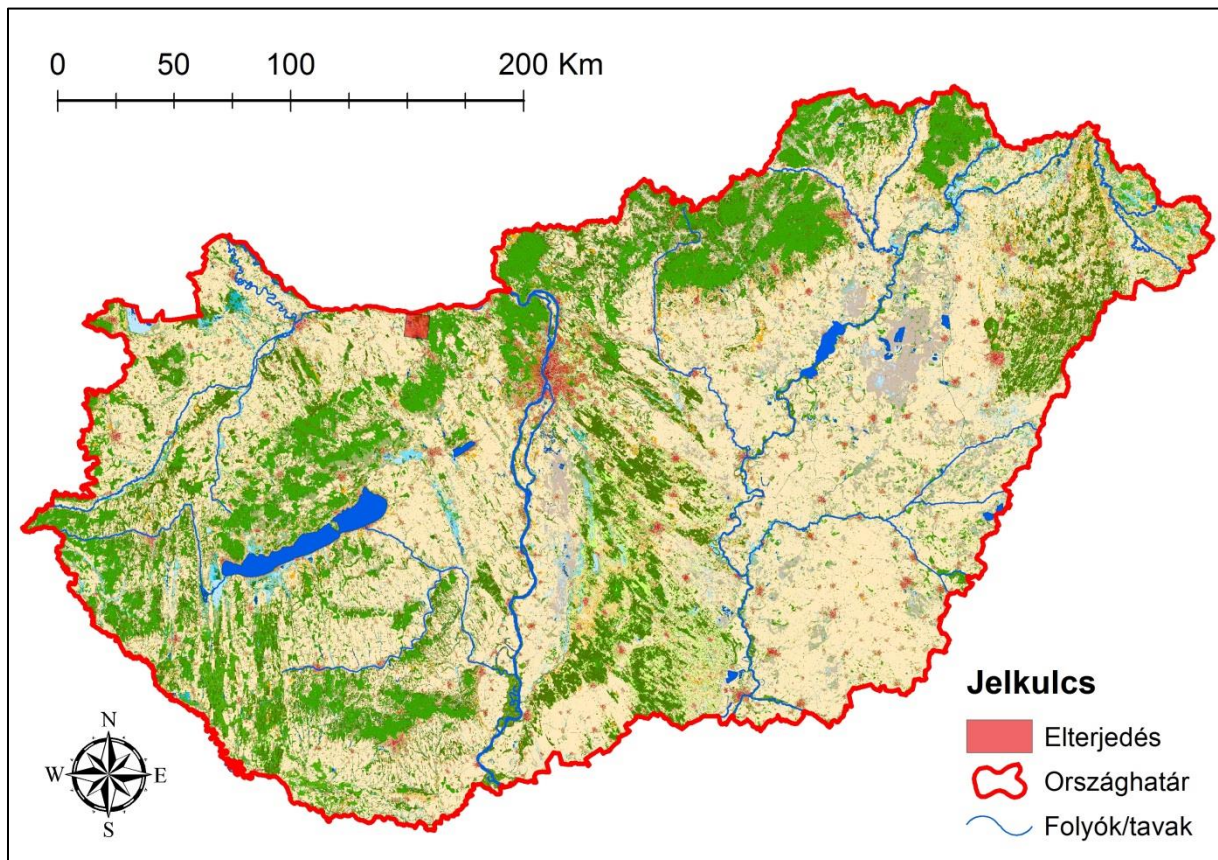 0 50 100 200 Km
N
W E
S
Jelkulcs
Elterjedés
Országhatár
Folyók/tavak